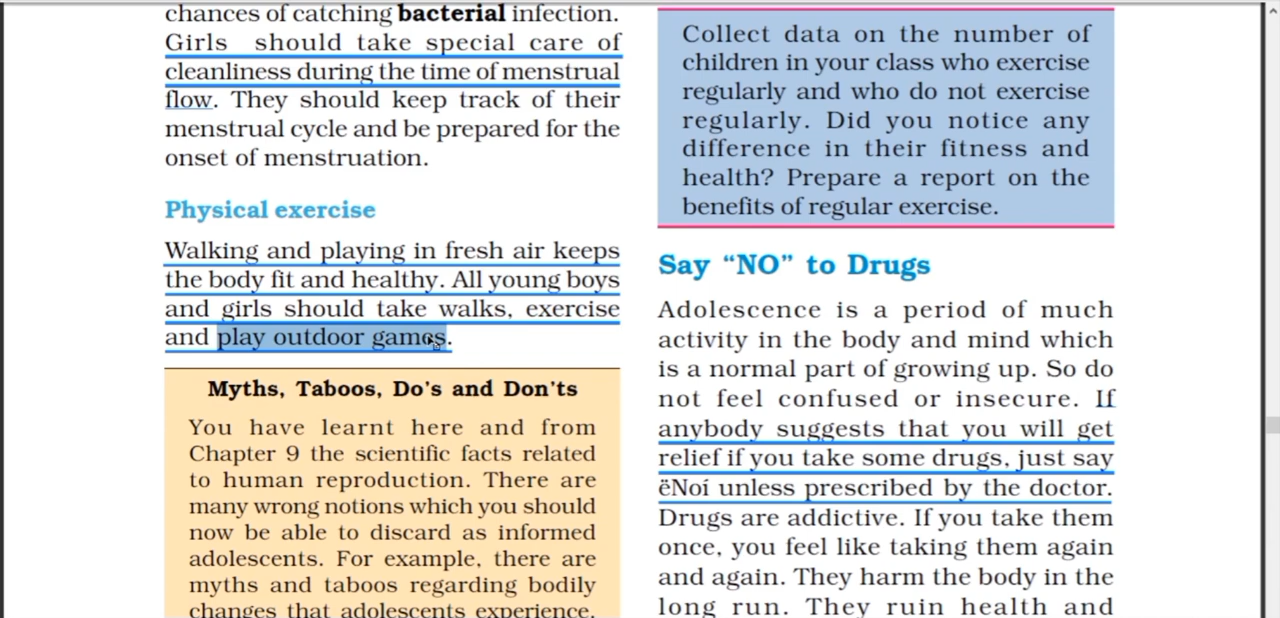 chances of catching bacterial infection.
Girls should take special care of
cleanliness during the time of menstrual
flow. They should keep track of their
menstrual cycle and be prepared for the
onset of menstruation.
Physical exercise
Walking and playing in fresh air keeps
the body fit and healthy. All young boys
and girls should take walks, exercise
and play outdoor games.
Myths, Taboos, Do's and Don'ts
You have learnt here and from
Chapter 9 the scientific facts related
to human reproduction. There are
many wrong notions which you should
now be able to discard as informed
adolescents. For example, there are
myths and taboos regarding bodily
changes that adolescents experience.
Collect data on the number of
children in your class who exercise
regularly and who do not exercise
regularly. Did you notice any
difference in their fitness and
health? Prepare a report on the
benefits of regular exercise.
Say “NO” to Drugs
Adolescence is a period of much
activity in the body and mind which
is a normal part of growing up. So do
not feel confused or insecure. If
anybody suggests that you will get
relief if you take some drugs, just say
ëNoí unless prescribed by the doctor.
Drugs are addictive. If you take them
once, you feel like taking them again
and again. They harm the body in the
long run. They ruin health and